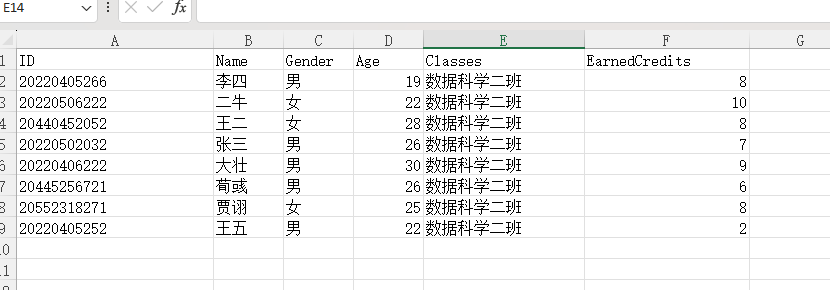 E14 fx
A B C D E F G
1 ID Name Gender Age Classes EarnedCredits
2 20220405266 李四 男 19 数据科学二班 8
3 20220506222 二牛 女 22 数据科学二班 10
4 20440452052 王二 女 28 数据科学二班 8
5 20220502032 张三 男 26 数据科学二班 7
6 20220406222 大壮 男 30 数据科学二班 9
7 20445256721 荀彧 男 26 数据科学二班 6
8 20552318271 贾诩 女 25 数据科学二班 8
9 20220405252 王五 男 22 数据科学二班 2
10
11